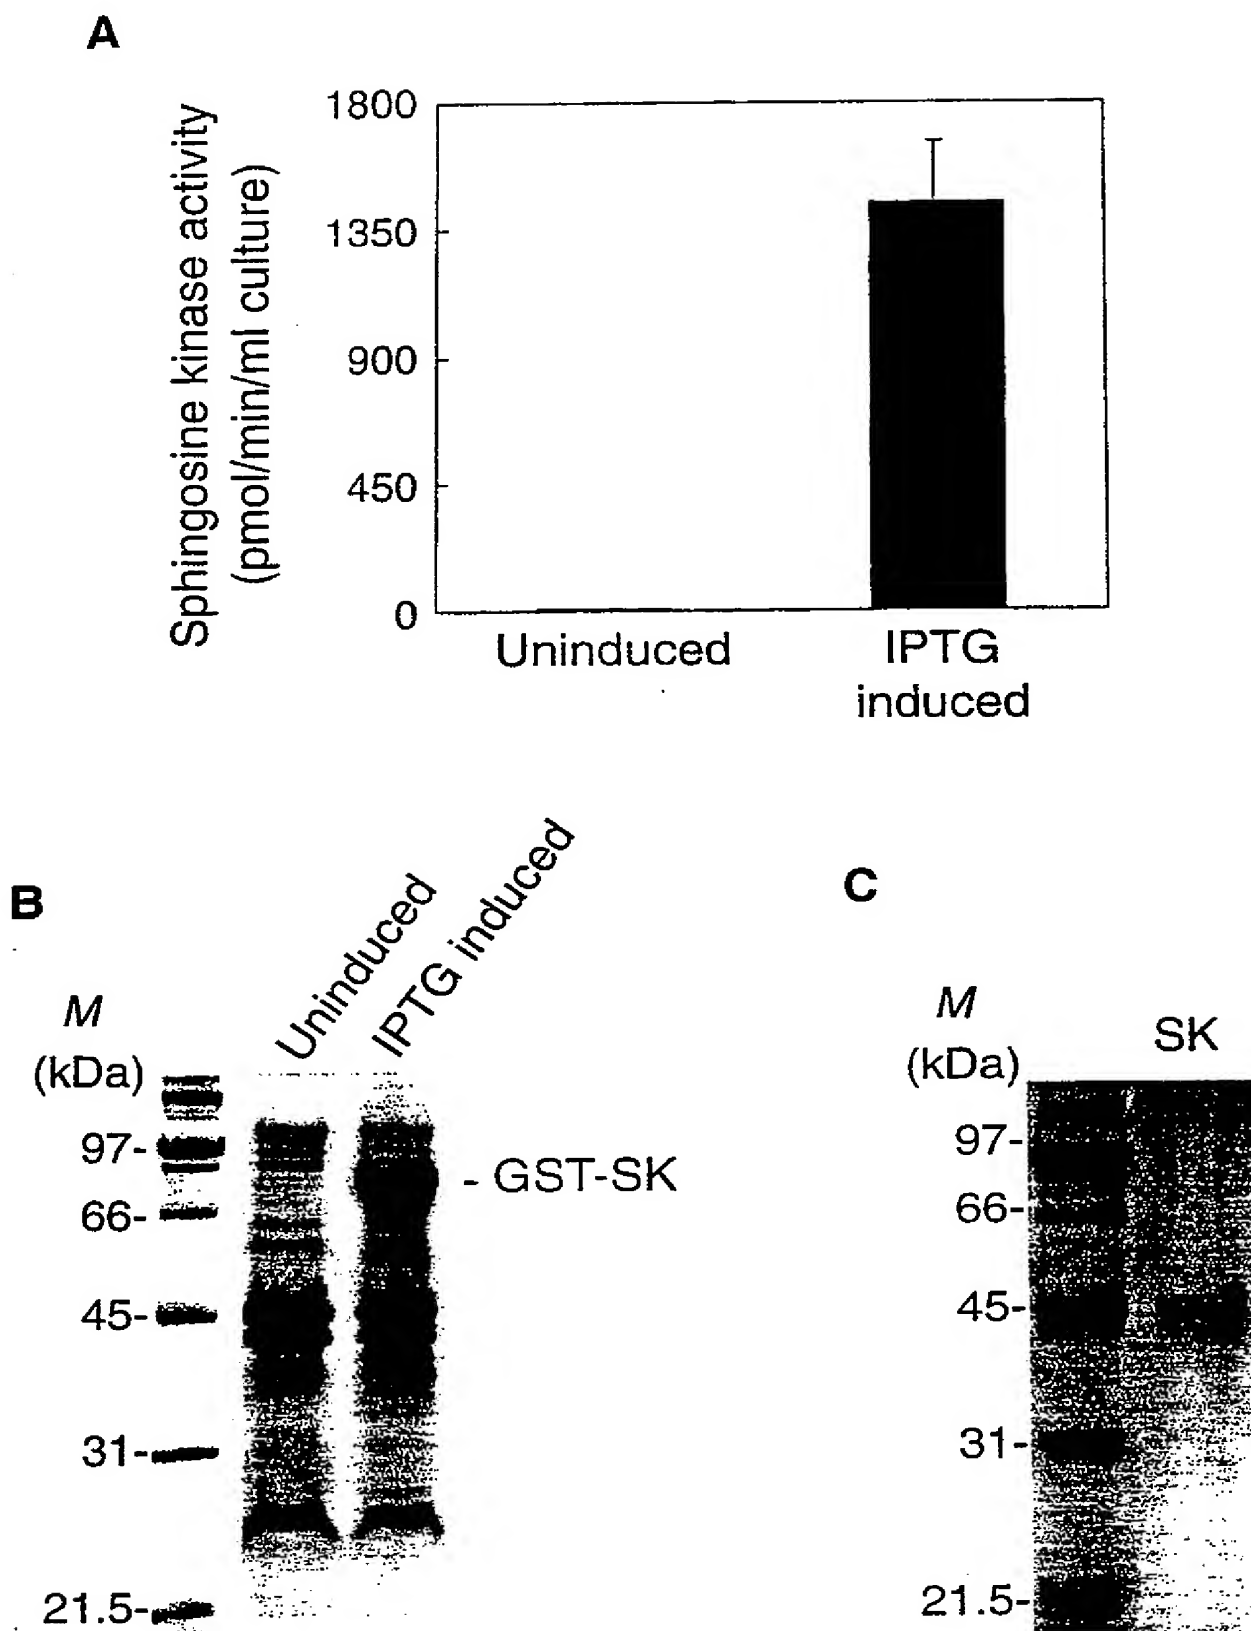 A
Sphingosine kinase activity
(pmol/min/ml culture)
1800
1350
900
450
0
Uninduced
IPTG
induced
B
Uninduced
IPTG induced
M
(kDa)
97-
66-
45-
31-
21.5-
- GST-SK
C
M
(kDa)
SK
97-
66-
45-
31-
21.5-